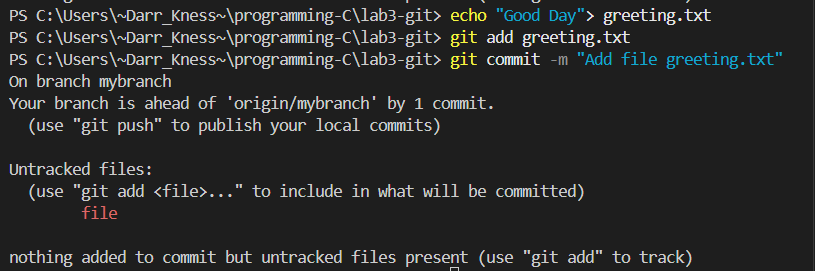 PS C:\Users\~Darr_Kness~\programming-C\lab3-git> echo "Good Day"> greeting.txt
PS C:\Users\~Darr_Kness~\programming-C\lab3-git> git add greeting.txt
PS C:\Users\~Darr_Kness~\programming-C\lab3-git> git commit -m "Add file greeting.txt"
On branch mybranch
Your branch is ahead of 'origin/mybranch' by 1 commit.
  (use "git push" to publish your local commits)

Untracked files:
  (use "git add <file>..." to include in what will be committed)
        file

nothing added to commit but untracked files present (use "git add" to track)